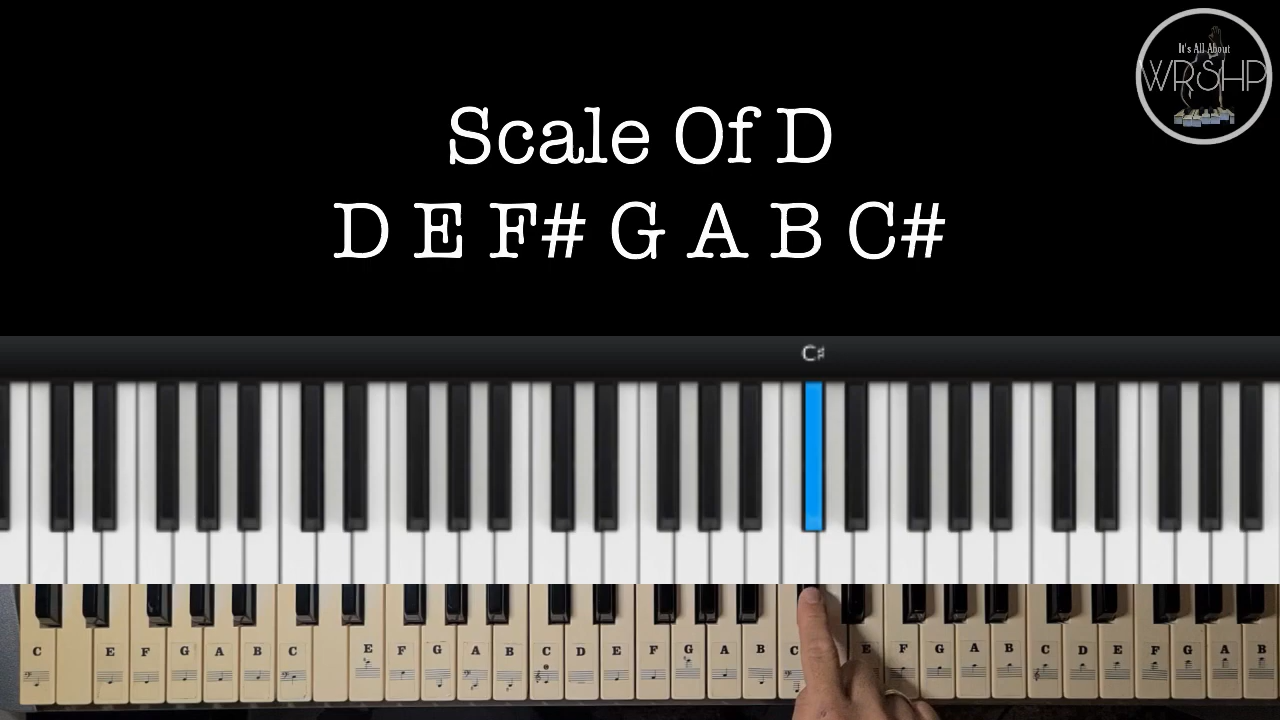 It's All About
WRSHP
Scale Of D
D E F# G A B C#
C♯
C E F G A B C E F G A B C D E F G A B C E F G A B C D E F G A B